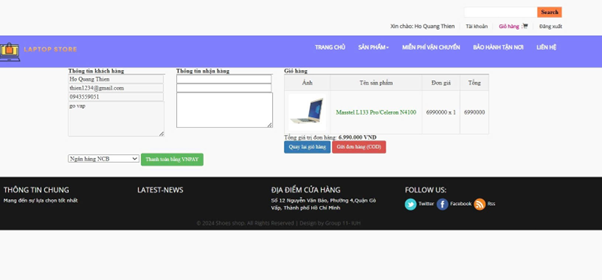 Search
Xin chào: Ho Quang Thien Tài khoản Giỏ hàng Đăng xuất
LAPTOP STORE
TRANG CHỦ SẢN PHẨM MIỄN PHÍ VẬN CHUYỂN BẢO HÀNH TẬN NƠI LIÊN HỆ
Thông tin khách hàng Thông tin nhận hàng Giỏ hàng
Ho Quang Thien
thien1234@gmail.com
0943559651
go vap
Ảnh Tên sản phẩm Đơn giá Tổng
Masstel L133 Pro/Celeron N4100 6990000 x 1 6990000
Tổng giá trị đơn hàng: 6.990.000 VND
Quay lại giỏ hàng Gửi đơn hàng (COD)
Ngân hàng NCB Thanh toán bằng VNPAY
THÔNG TIN CHUNG LATEST-NEWS ĐỊA ĐIỂM CỬA HÀNG FOLLOW US:
Mang đến sự lựa chọn tốt nhất
Số 12 Nguyễn Văn Bảo, Phường 4,Quận Gò
Vấp, Thành phố Hồ Chí Minh
Twitter Facebook Rss
© 2024 Shoes shop. All Rights Reserved | Design by Group 11- IUH